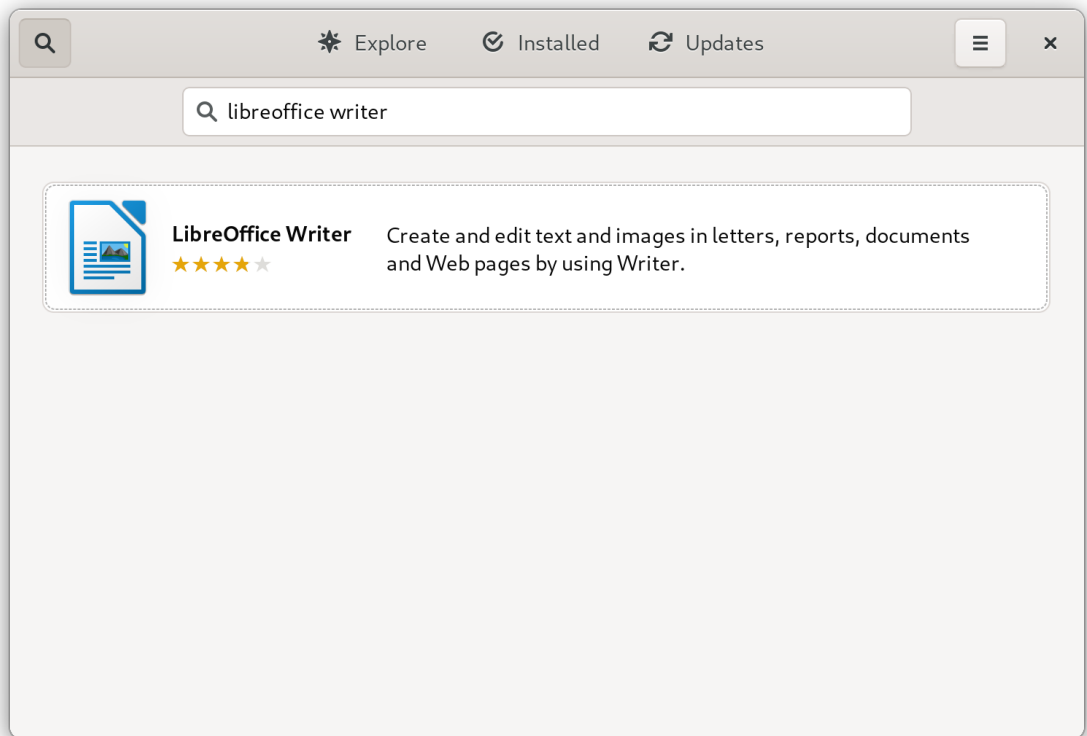 Explore Installed Updates
libreoffice writer
LibreOffice Writer
Create and edit text and images in letters, reports, documents
and Web pages by using Writer.